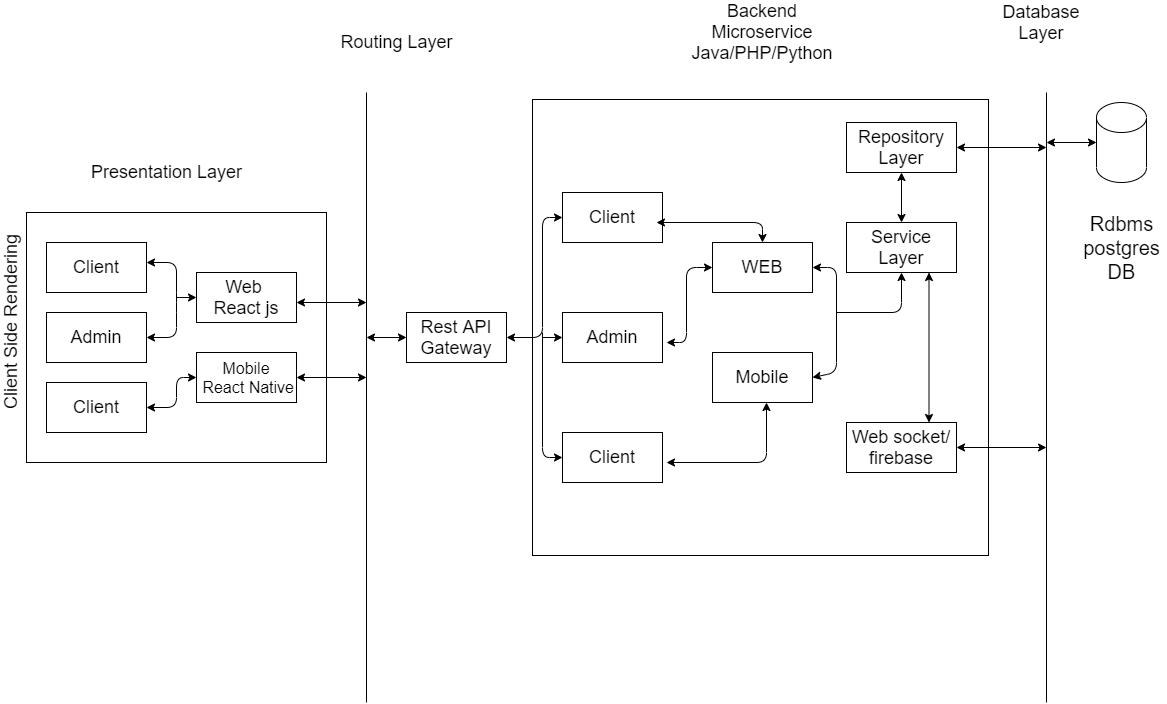 Routing Layer
Backend
Microservice
Java/PHP/Python
Database
Layer
Presentation Layer
Client Side Rendering
Client
Admin
Client
Web
React js
Mobile
React Native
Rest API
Gateway
Client
Admin
Client
WEB
Mobile
Repository
Layer
Service
Layer
Web socket/
firebase
Rdbms
postgres
DB